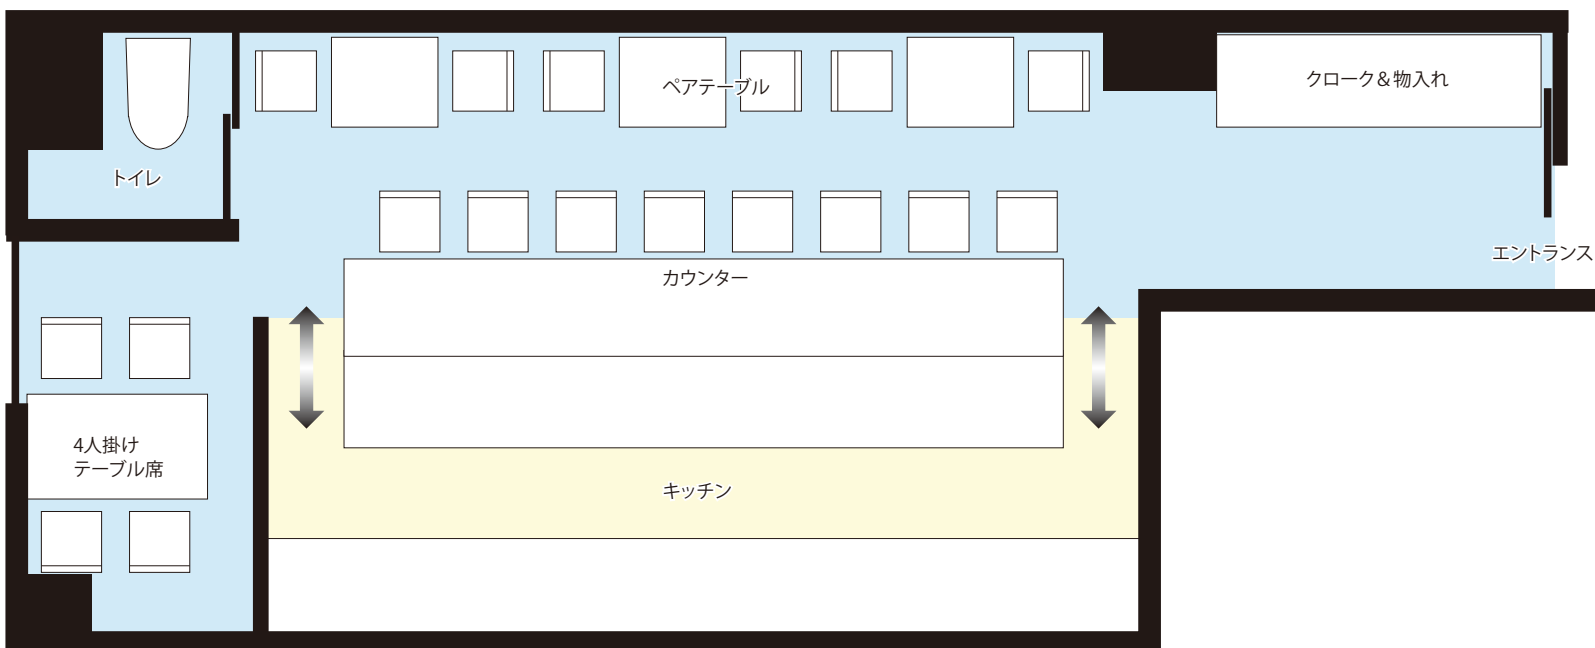 ペアテーブル
クローク＆物入れ
トイレ
エントランス
カウンター
4人掛け
テーブル席
キッチン